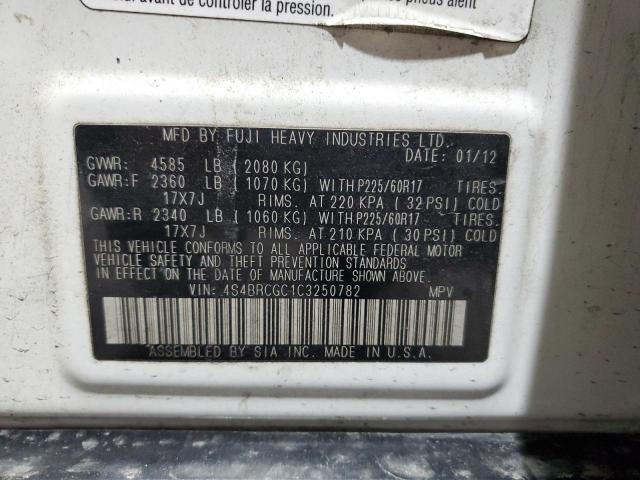 avant de contrôler la pression.
pneus aient
MFD BY FUJI HEAVY INDUSTRIES LTD.
DATE: 01/12
GVWR: 4585 LB ( 2080 KG)
GAWR:F 2360 LB ( 1070 KG) WITH P225/60R17 TIRES.
17X7J RIMS. AT 220 KPA ( 32 PSI) COLD
GAWR:R 2340 LB ( 1060 KG) WITH P225/60R17 TIRES.
17X7J RIMS. AT 210 KPA ( 30 PSI) COLD
THIS VEHICLE CONFORMS TO ALL APPLICABLE FEDERAL MOTOR
VEHICLE SAFETY AND THEFT PREVENTION STANDARDS
IN EFFECT ON THE DATE OF MANUFACTURE SHOWN ABOVE.
VIN: 4S4BRCGC1C3250782 MPV
ASSEMBLED BY SIA INC. MADE IN U.S.A.